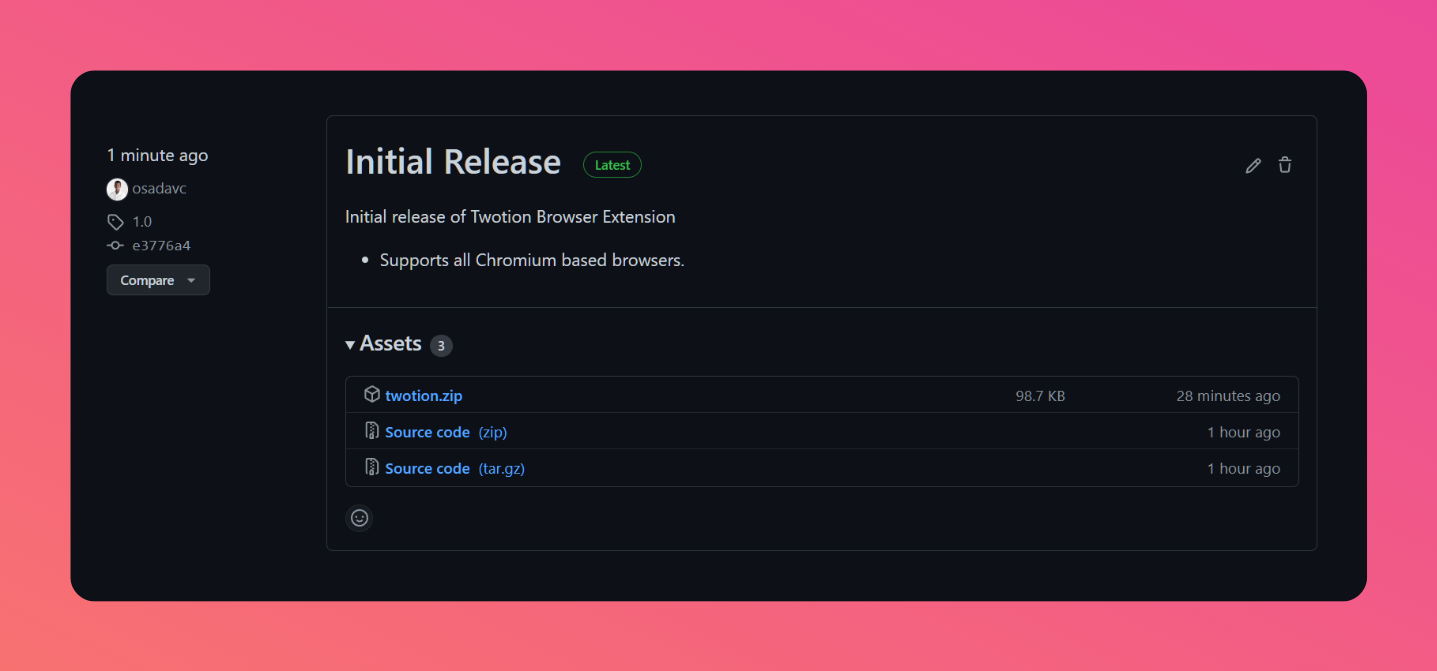 1 minute ago
osadavc
1.0
e3776a4
Compare
Initial Release Latest
Initial release of Twotion Browser Extension
• Supports all Chromium based browsers.
Assets 3
twotion.zip 98.7 KB 28 minutes ago
Source code (zip) 1 hour ago
Source code (tar.gz) 1 hour ago